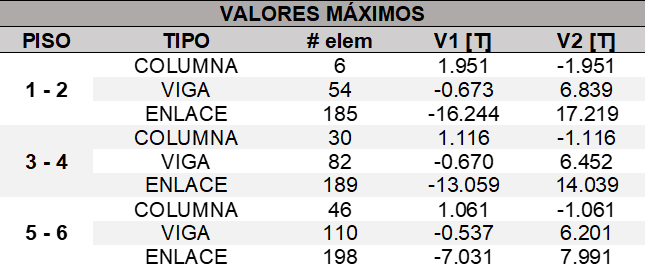 VALORES MÁXIMOS
PISO TIPO # elem V1 [T] V2 [T]
COLUMNA 6 1.951 -1.951
1 - 2 VIGA 54 -0.673 6.839
ENLACE 185 -16.244 17.219
COLUMNA 30 1.116 -1.116
3 - 4 VIGA 82 -0.670 6.452
ENLACE 189 -13.059 14.039
COLUMNA 46 1.061 -1.061
5 - 6 VIGA 110 -0.537 6.201
ENLACE 198 -7.031 7.991